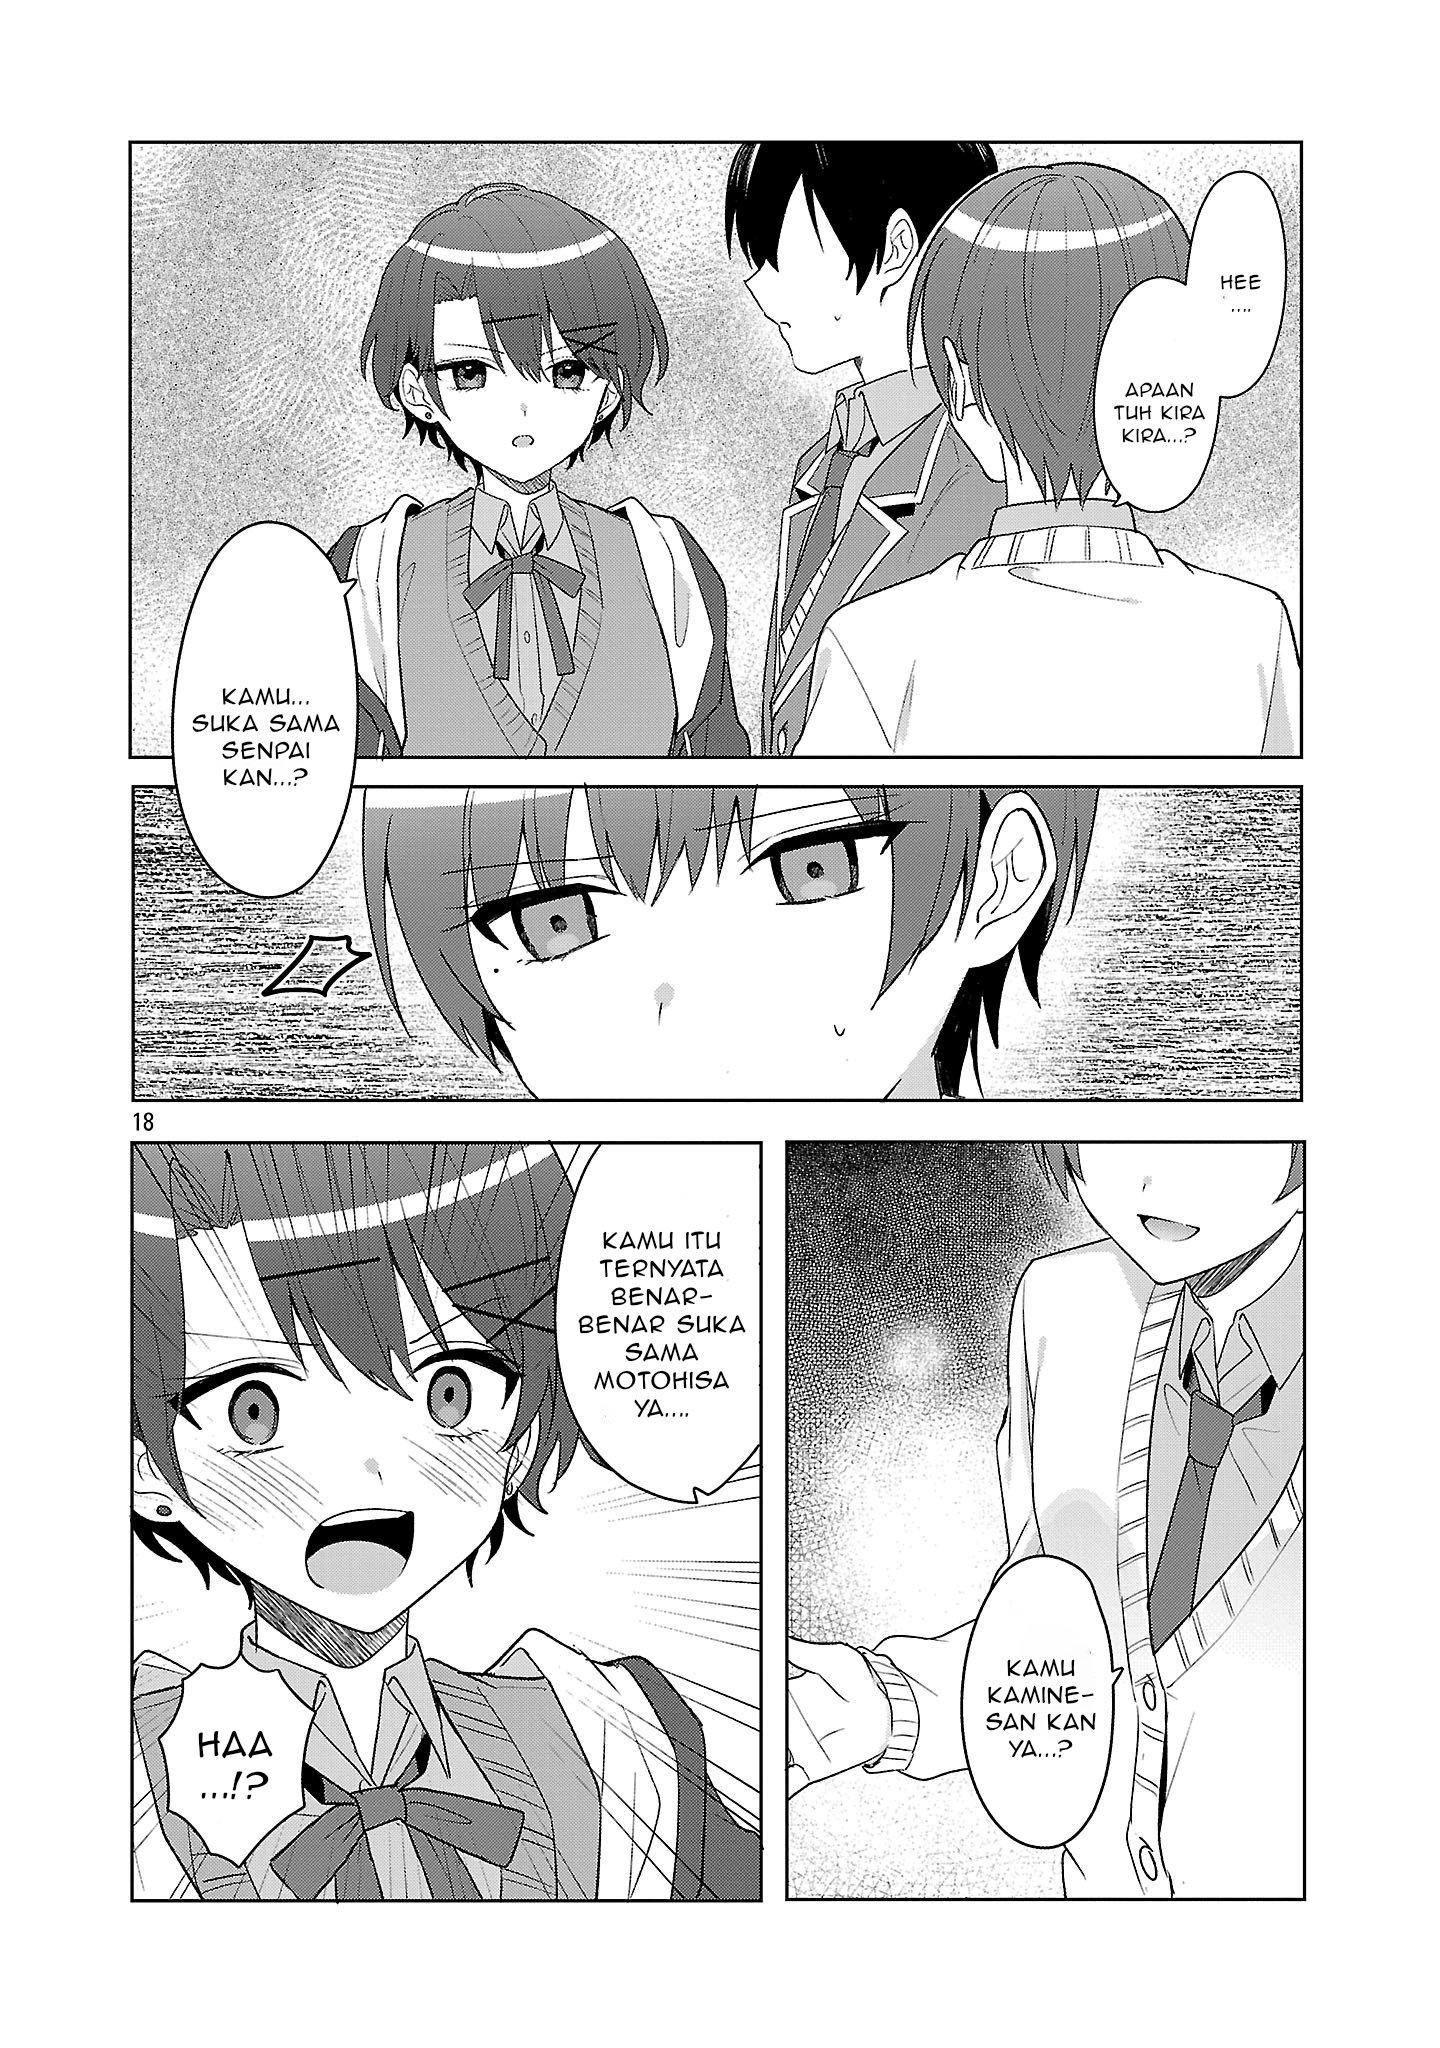 HEE
....
APAAN
TUH KIRA
KIRA...?
KAMU...
SUKA SAMA
SENPAI
KAN...?
18
KAMU
KAMINE-
SAN KAN
YA...?
KAMU ITU
TERNYATA
BENAR-
BENAR SUKA
SAMA
MOTOHISA
YA....
HAA
...!?